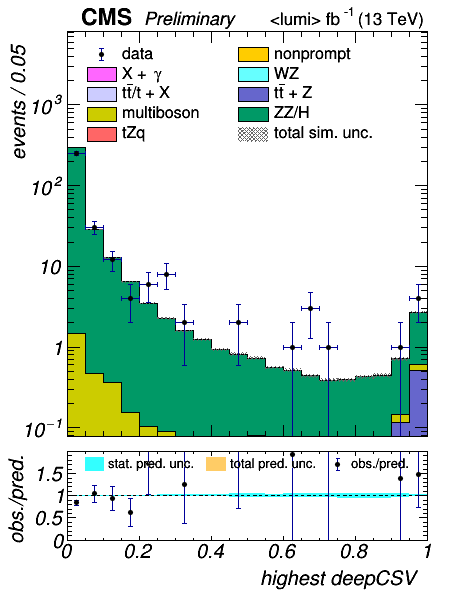 CMS Preliminary <lumi> fb⁻¹ (13 TeV)
events / 0.05
data
nonprompt
X + γ
WZ
tt̄/t + X
tt̄ + Z
multiboson
ZZ/H
tZ̄q
total sim. unc.
10³
10²
10
1
10⁻¹
obs./pred.
stat. pred. unc.
total pred. unc.
obs./pred.
1.5
1
0.5
0
0 0.2 0.4 0.6 0.8 1
highest deepCSV